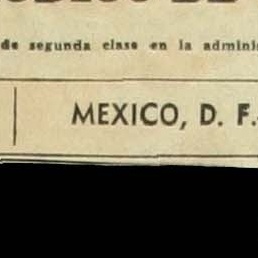 de segunda clase en la admini
MEXICO, D. F.